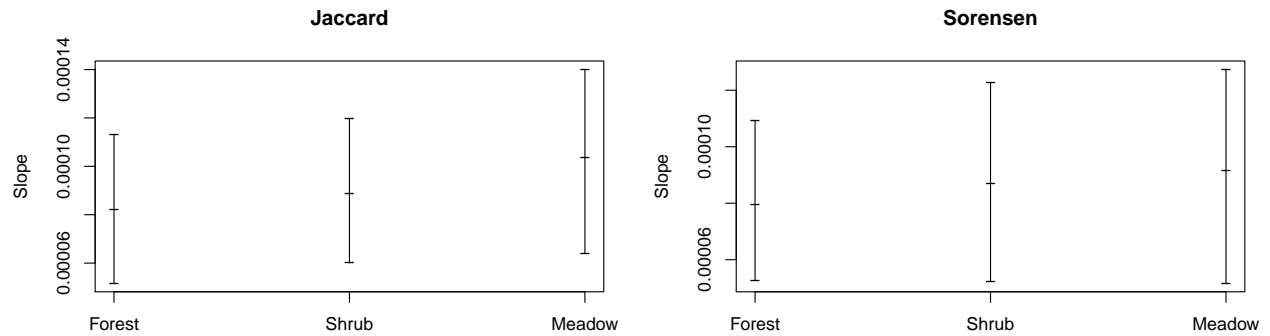 Jaccard
Slope
0.00014
0.00010
0.00006
Forest
Shrub
Meadow
Sorensen
Slope
0.00010
0.00006
Forest
Shrub
Meadow